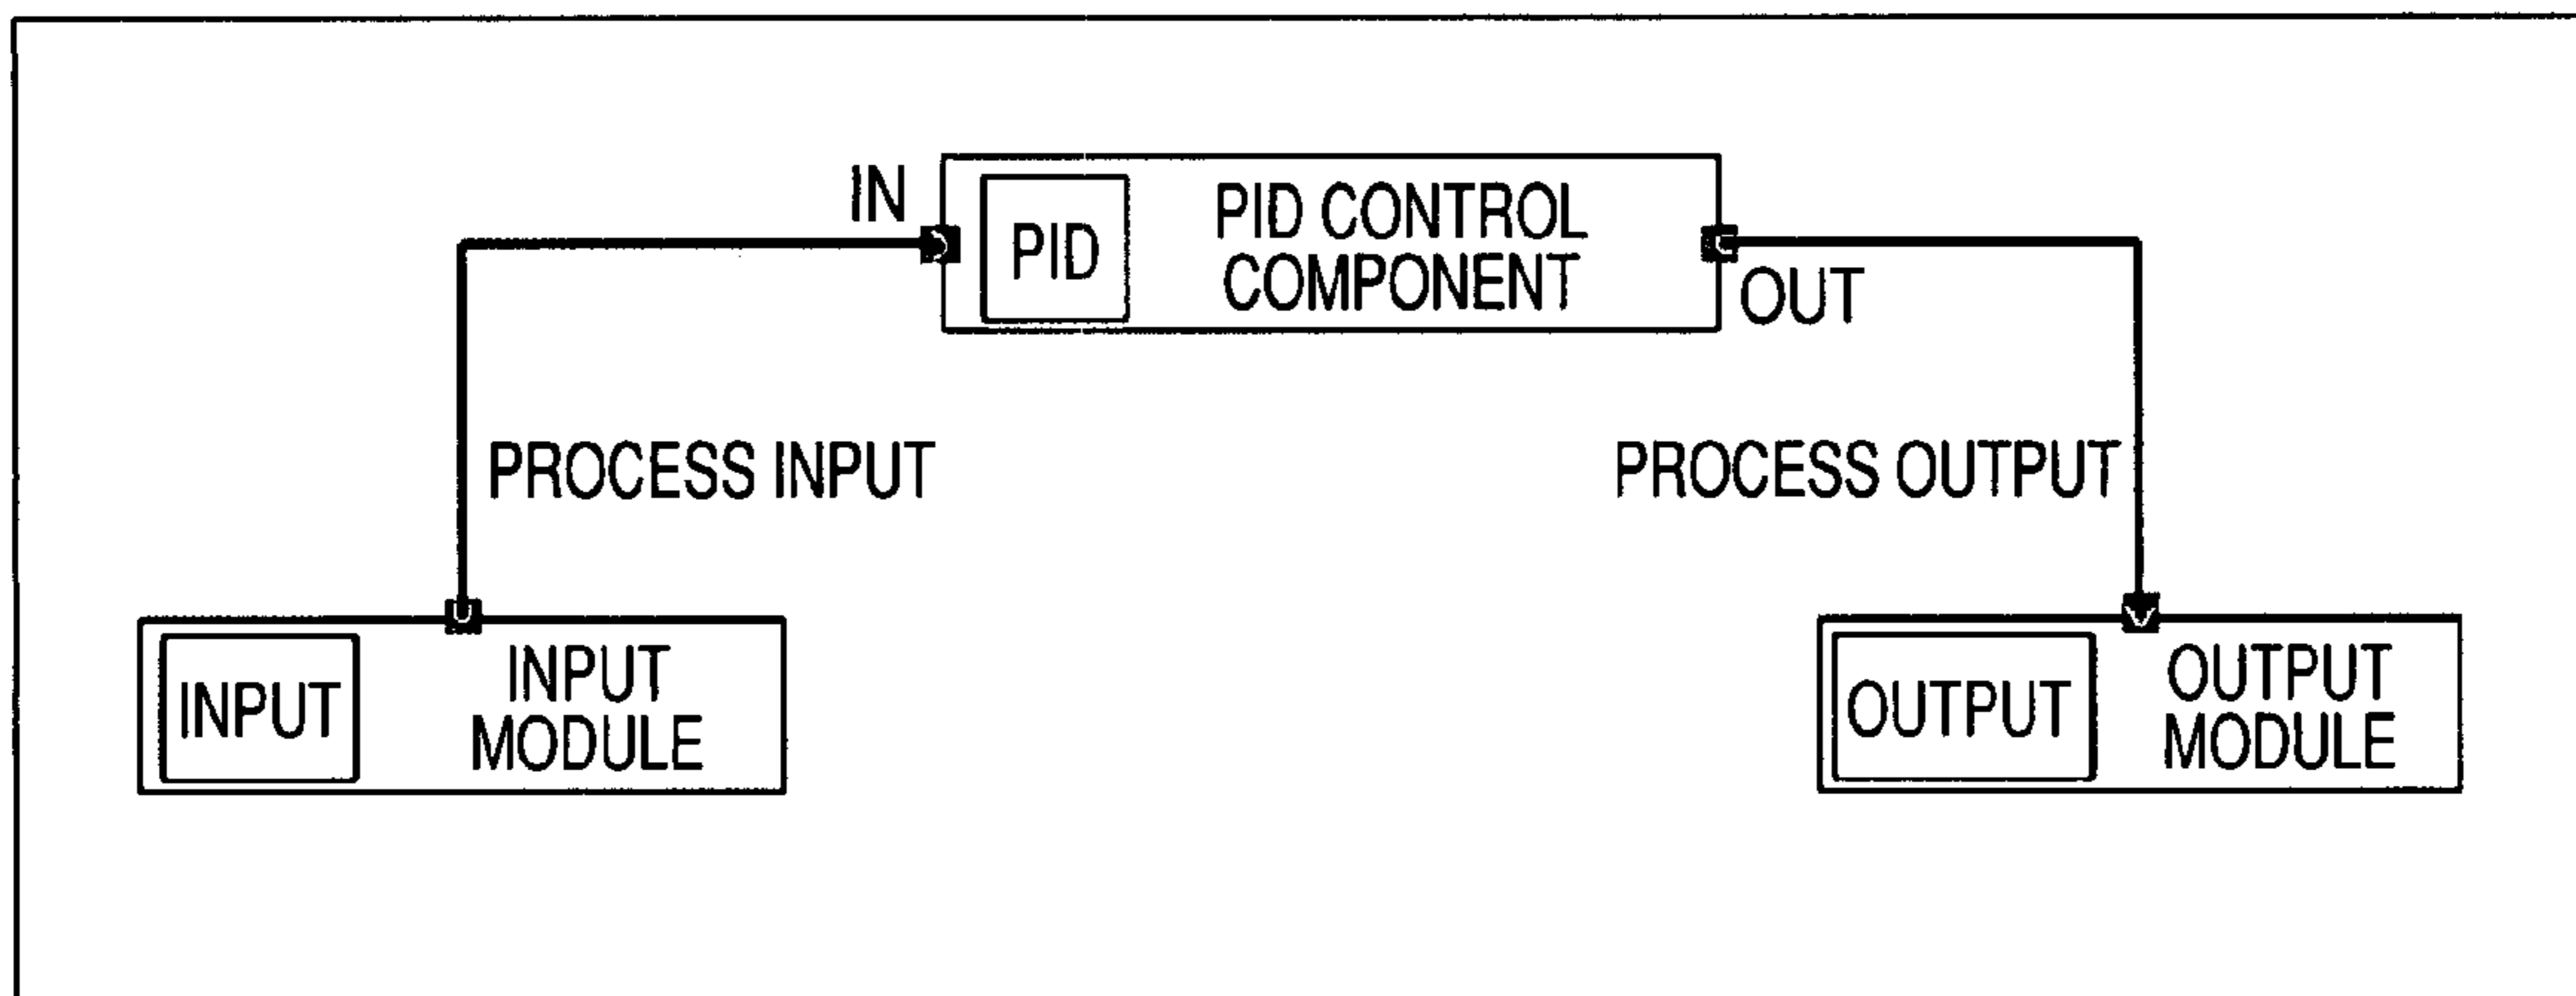 IN
PID
PID CONTROL
COMPONENT
OUT
PROCESS INPUT
PROCESS OUTPUT
INPUT
INPUT
MODULE
OUTPUT
OUTPUT
MODULE